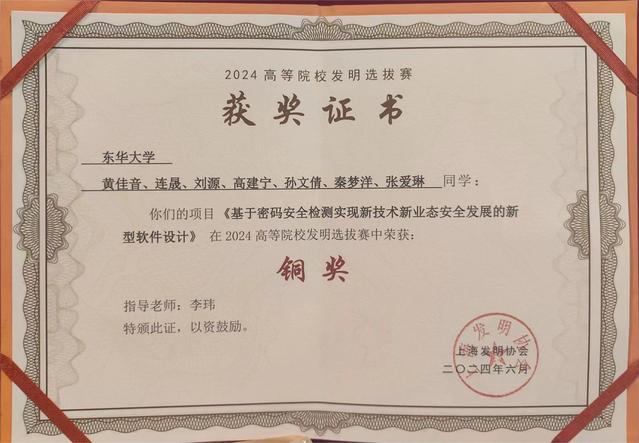 2024高等院校发明选拔赛
获奖证书
东华大学
黄佳音、连晟、刘源、高建宁、孙文倩、秦梦洋、张爱琳 同学：
你们的项目《基于密码安全检测实现新技术新业态安全发展的新
型软件设计》在2024高等院校发明选拔赛中荣获：
铜奖
指导老师：李玮
特颁此证，以资鼓励。
上海发明协会
上海发明协会
二〇二四年六月